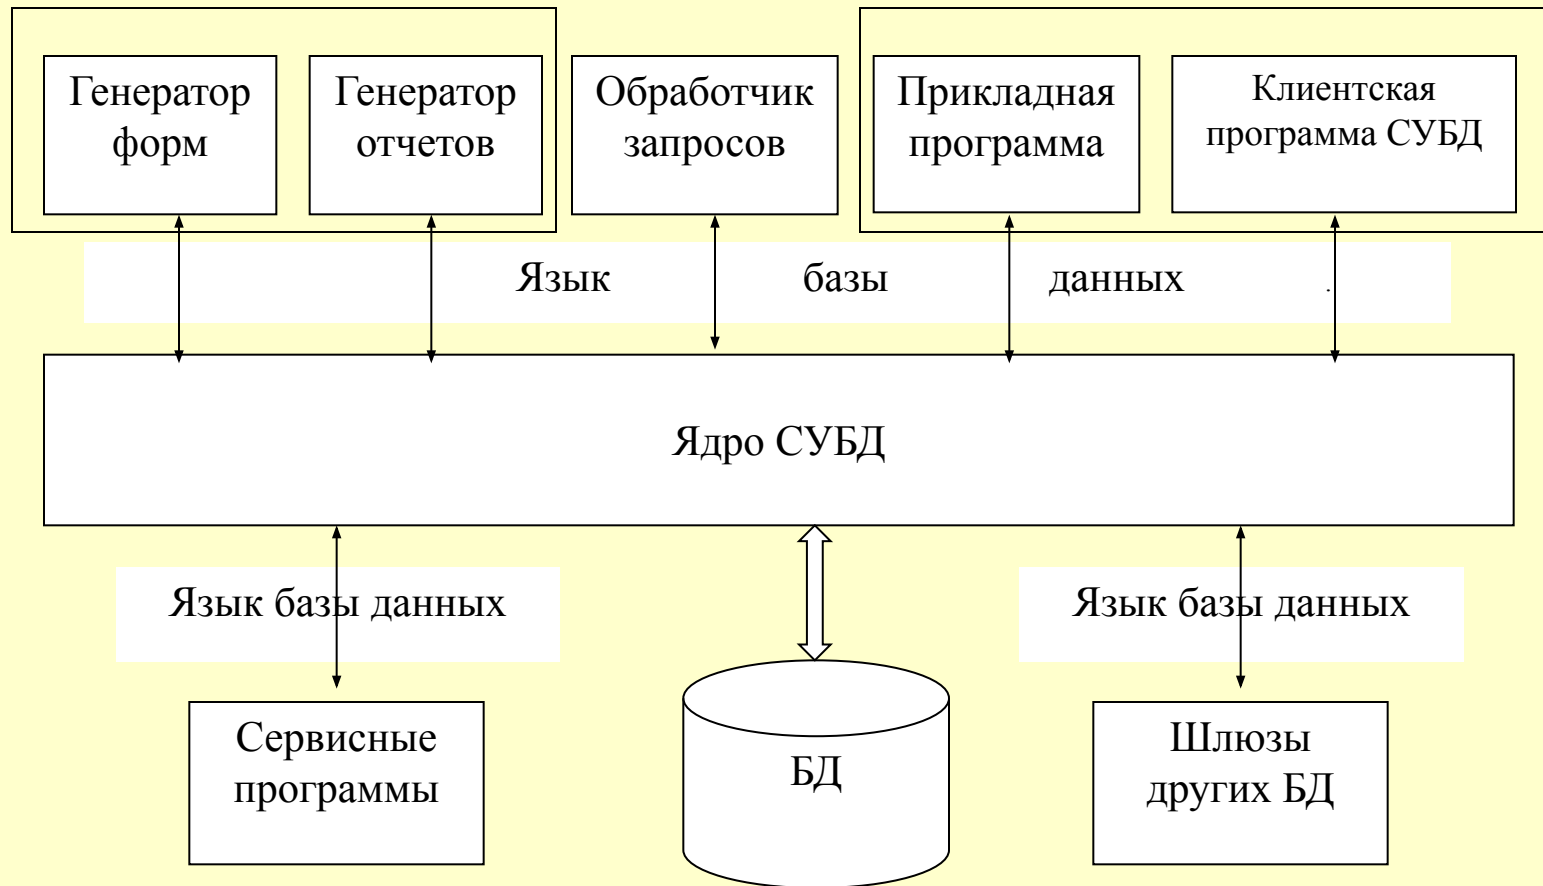 Генератор
форм
Генератор
отчетов
Обработчик
запросов
Прикладная
программа
Клиентская
программа СУБД
Язык базы данных .
Ядро СУБД
Язык базы данных
Язык базы данных
Сервисные
программы
БД
Шлюзы
других БД